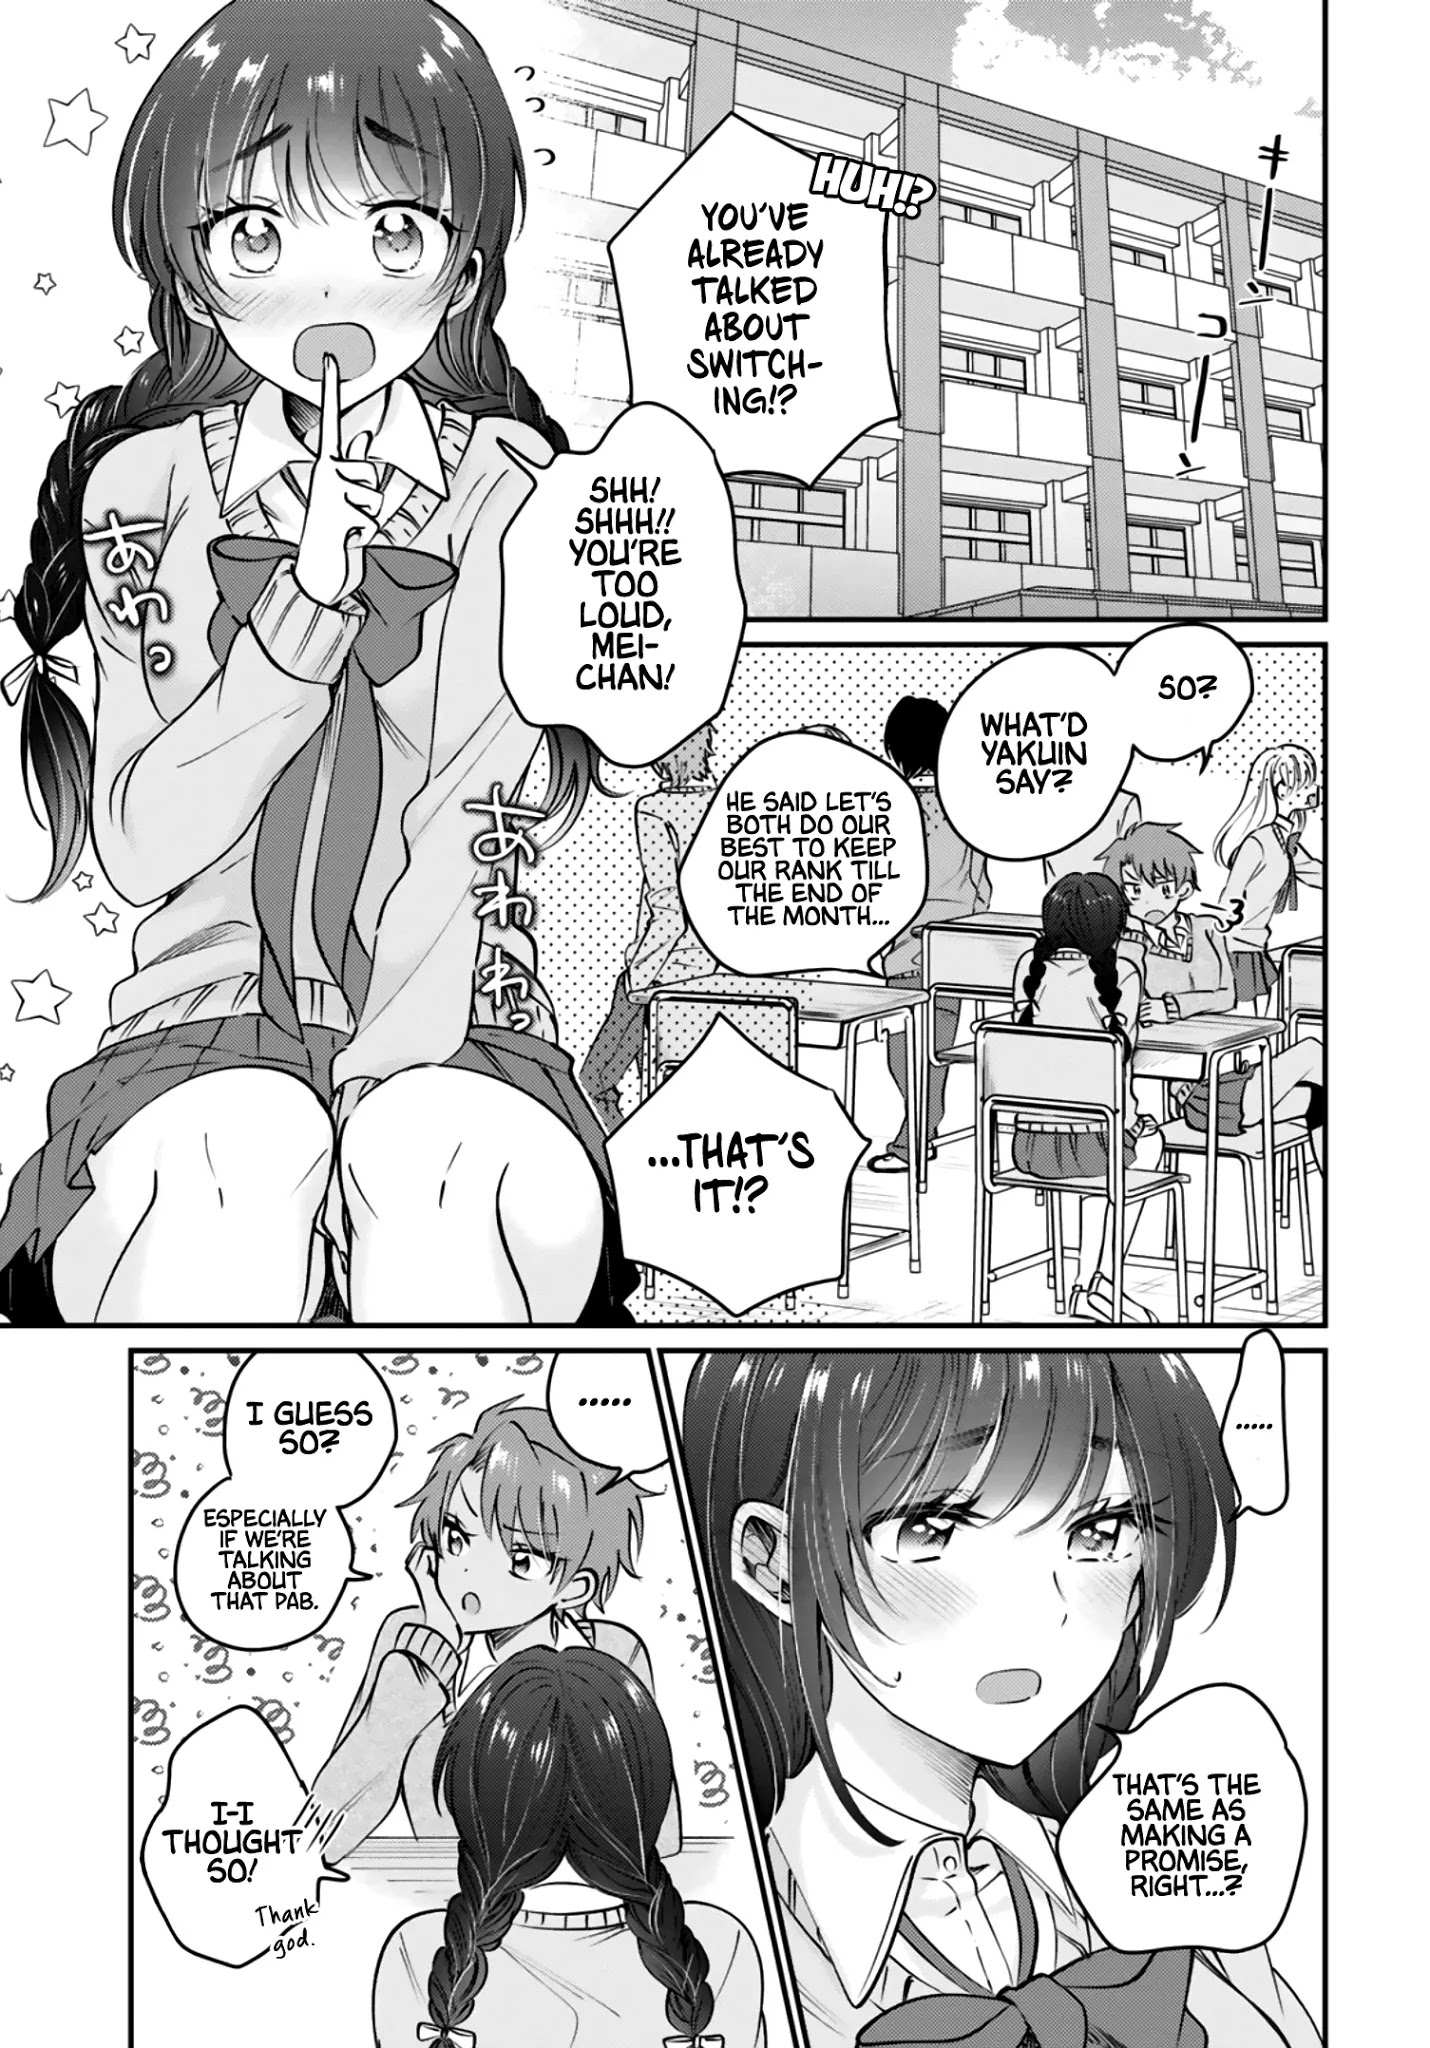 キーン
コーン
HUH!?
YOU'VE
ALREADY
TALKED
ABOUT
SWITCH-
ING!?
SHH!
SHHH!!
YOU'RE
TOO
LOUD,
MEI-
CHAN!
あわっ
あわわっ
SO?
WHAT'D
YAKUIN
SAY?
HE SAID LET'S
BOTH DO OUR
BEST TO KEEP
OUR RANK TILL
THE END OF
THE MONTH...
...THAT'S
IT!?
......
THAT'S THE
SAME AS
MAKING A
PROMISE,
RIGHT...?
......
I GUESS
SO?
ESPECIALLY
IF WE'RE
TALKING
ABOUT
THAT PAB.
I-I
THOUGHT
SO!
Thank
god.